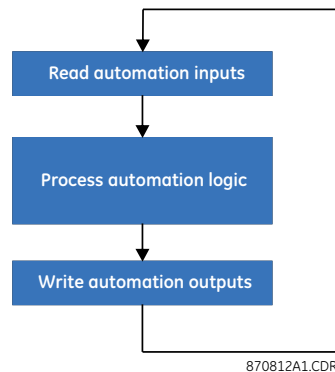 Read automation inputs
Process automation logic
Write automation outputs
870812A1.CDR